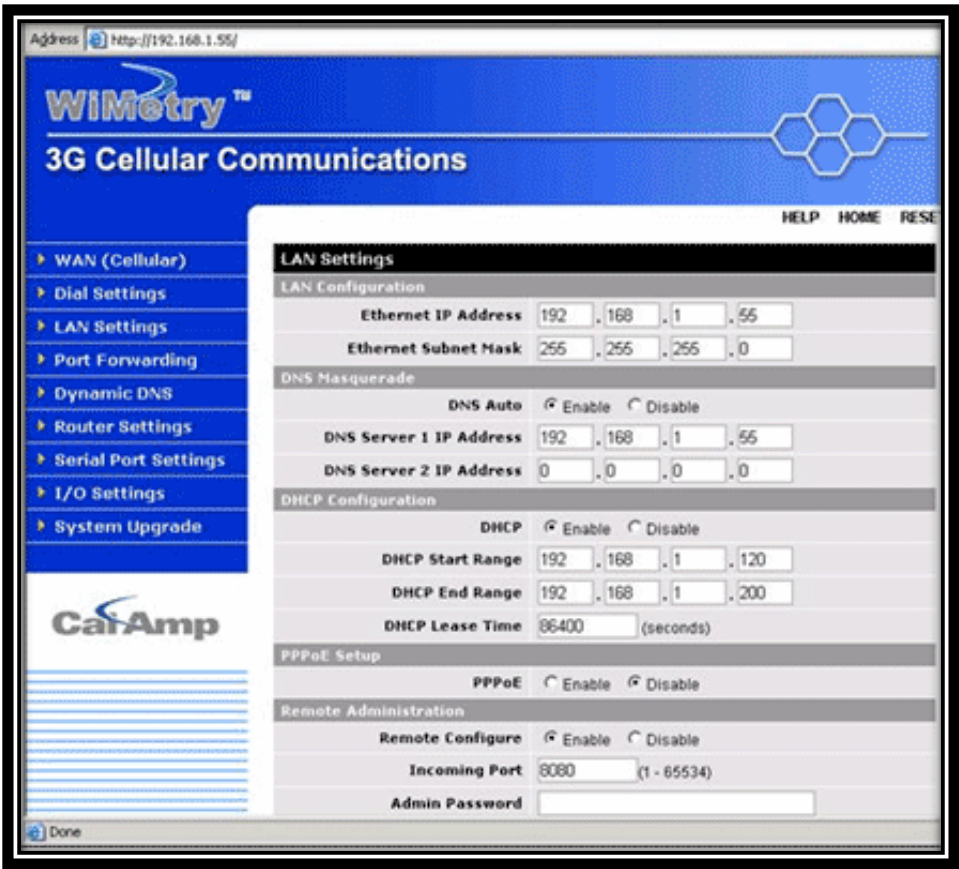 Address http://192.168.1.55/
WiMetry TM
3G Cellular Communications
HELP HOME RESE
WAN (Cellular)
Dial Settings
LAN Settings
Port Forwarding
Dynamic DNS
Router Settings
Serial Port Settings
I/O Settings
System Upgrade
CalAmp
LAN Settings
LAN Configuration
Ethernet IP Address 192 . 168 . 1 . 55
Ethernet Subnet Mask 255 . 255 . 255 . 0
DNS Masquerade
DNS Auto Enable Disable
DNS Server 1 IP Address 192 . 168 . 1 . 55
DNS Server 2 IP Address 0 . 0 . 0 . 0
DHCP Configuration
DHCP Enable Disable
DHCP Start Range 192 . 168 . 1 . 120
DHCP End Range 192 . 168 . 1 . 200
DHCP Lease Time 86400 (seconds)
PPPoE Setup
PPPoE Enable Disable
Remote Administration
Remote Configure Enable Disable
Incoming Port 8080 (1 - 65534)
Admin Password
Done